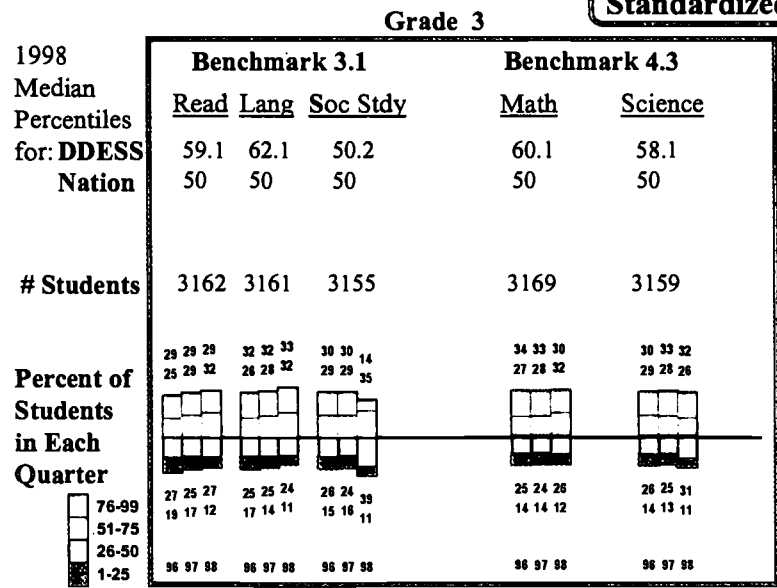 Standardized
Grade 3
1998
Median
Percentiles
for: DDESS
Nation
Benchmark 3.1 Benchmark 4.3
Read Lang Soc Stdy Math Science
59.1 62.1 50.2 60.1 58.1
50 50 50 50 50
# Students 3162 3161 3155 3169 3159
Percent of
Students
in Each
Quarter
29 29 29 32 32 33 30 30 14 34 33 30 30 33 32
25 29 32 26 28 32 29 29 35 27 28 32 29 28 26
27 25 27 25 25 24 26 24 39 25 24 26 26 25 31
19 17 12 17 14 11 15 16 11 14 14 12 14 13 11
76-99
51-75
26-50
1-25
96 97 98 96 97 98 96 97 98 96 97 98 96 97 98